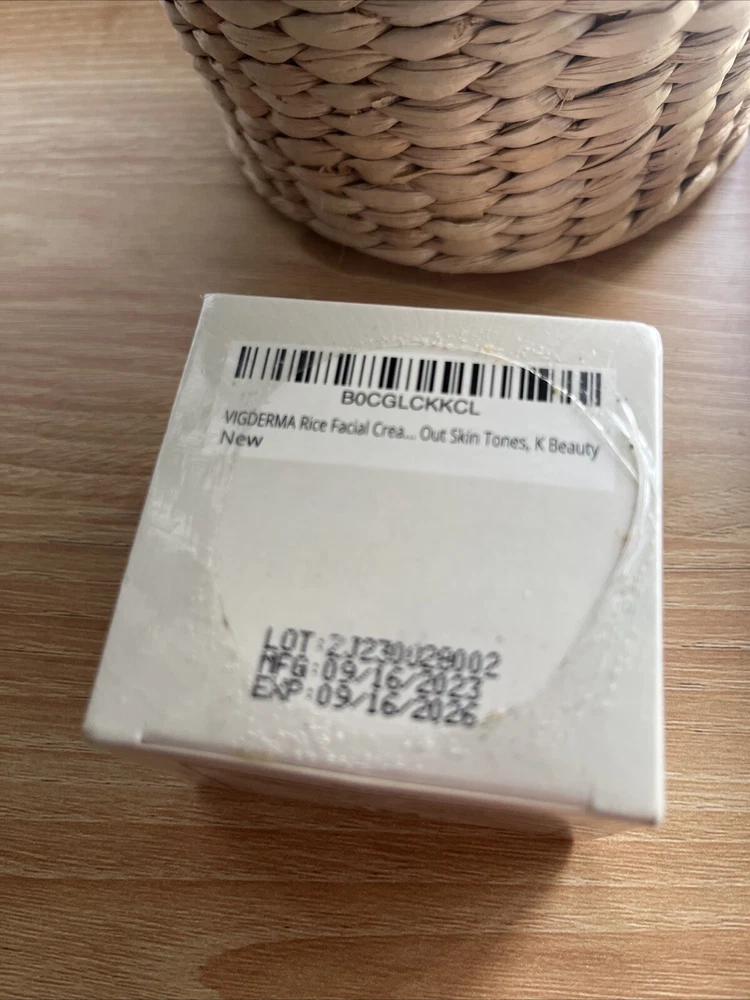 B0CGLCKKCL
VIGDERMA Rice Facial Crea... Out Skin Tones, K Beauty
New
LOT:
MFG:09/16/2023
EXP:09/16/2026